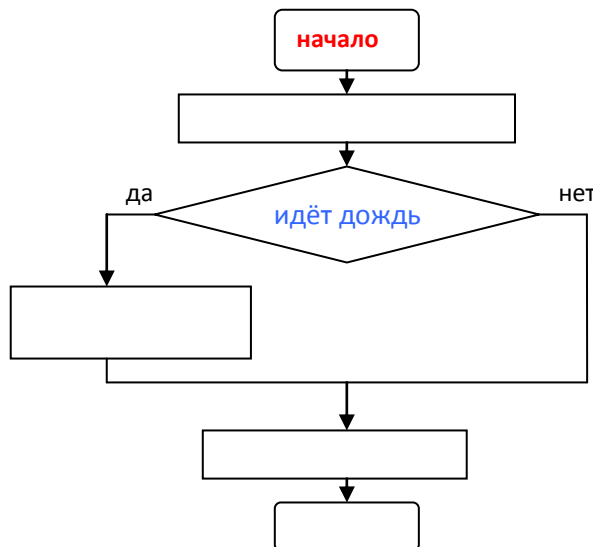 начало
да
нет
идёт дождь